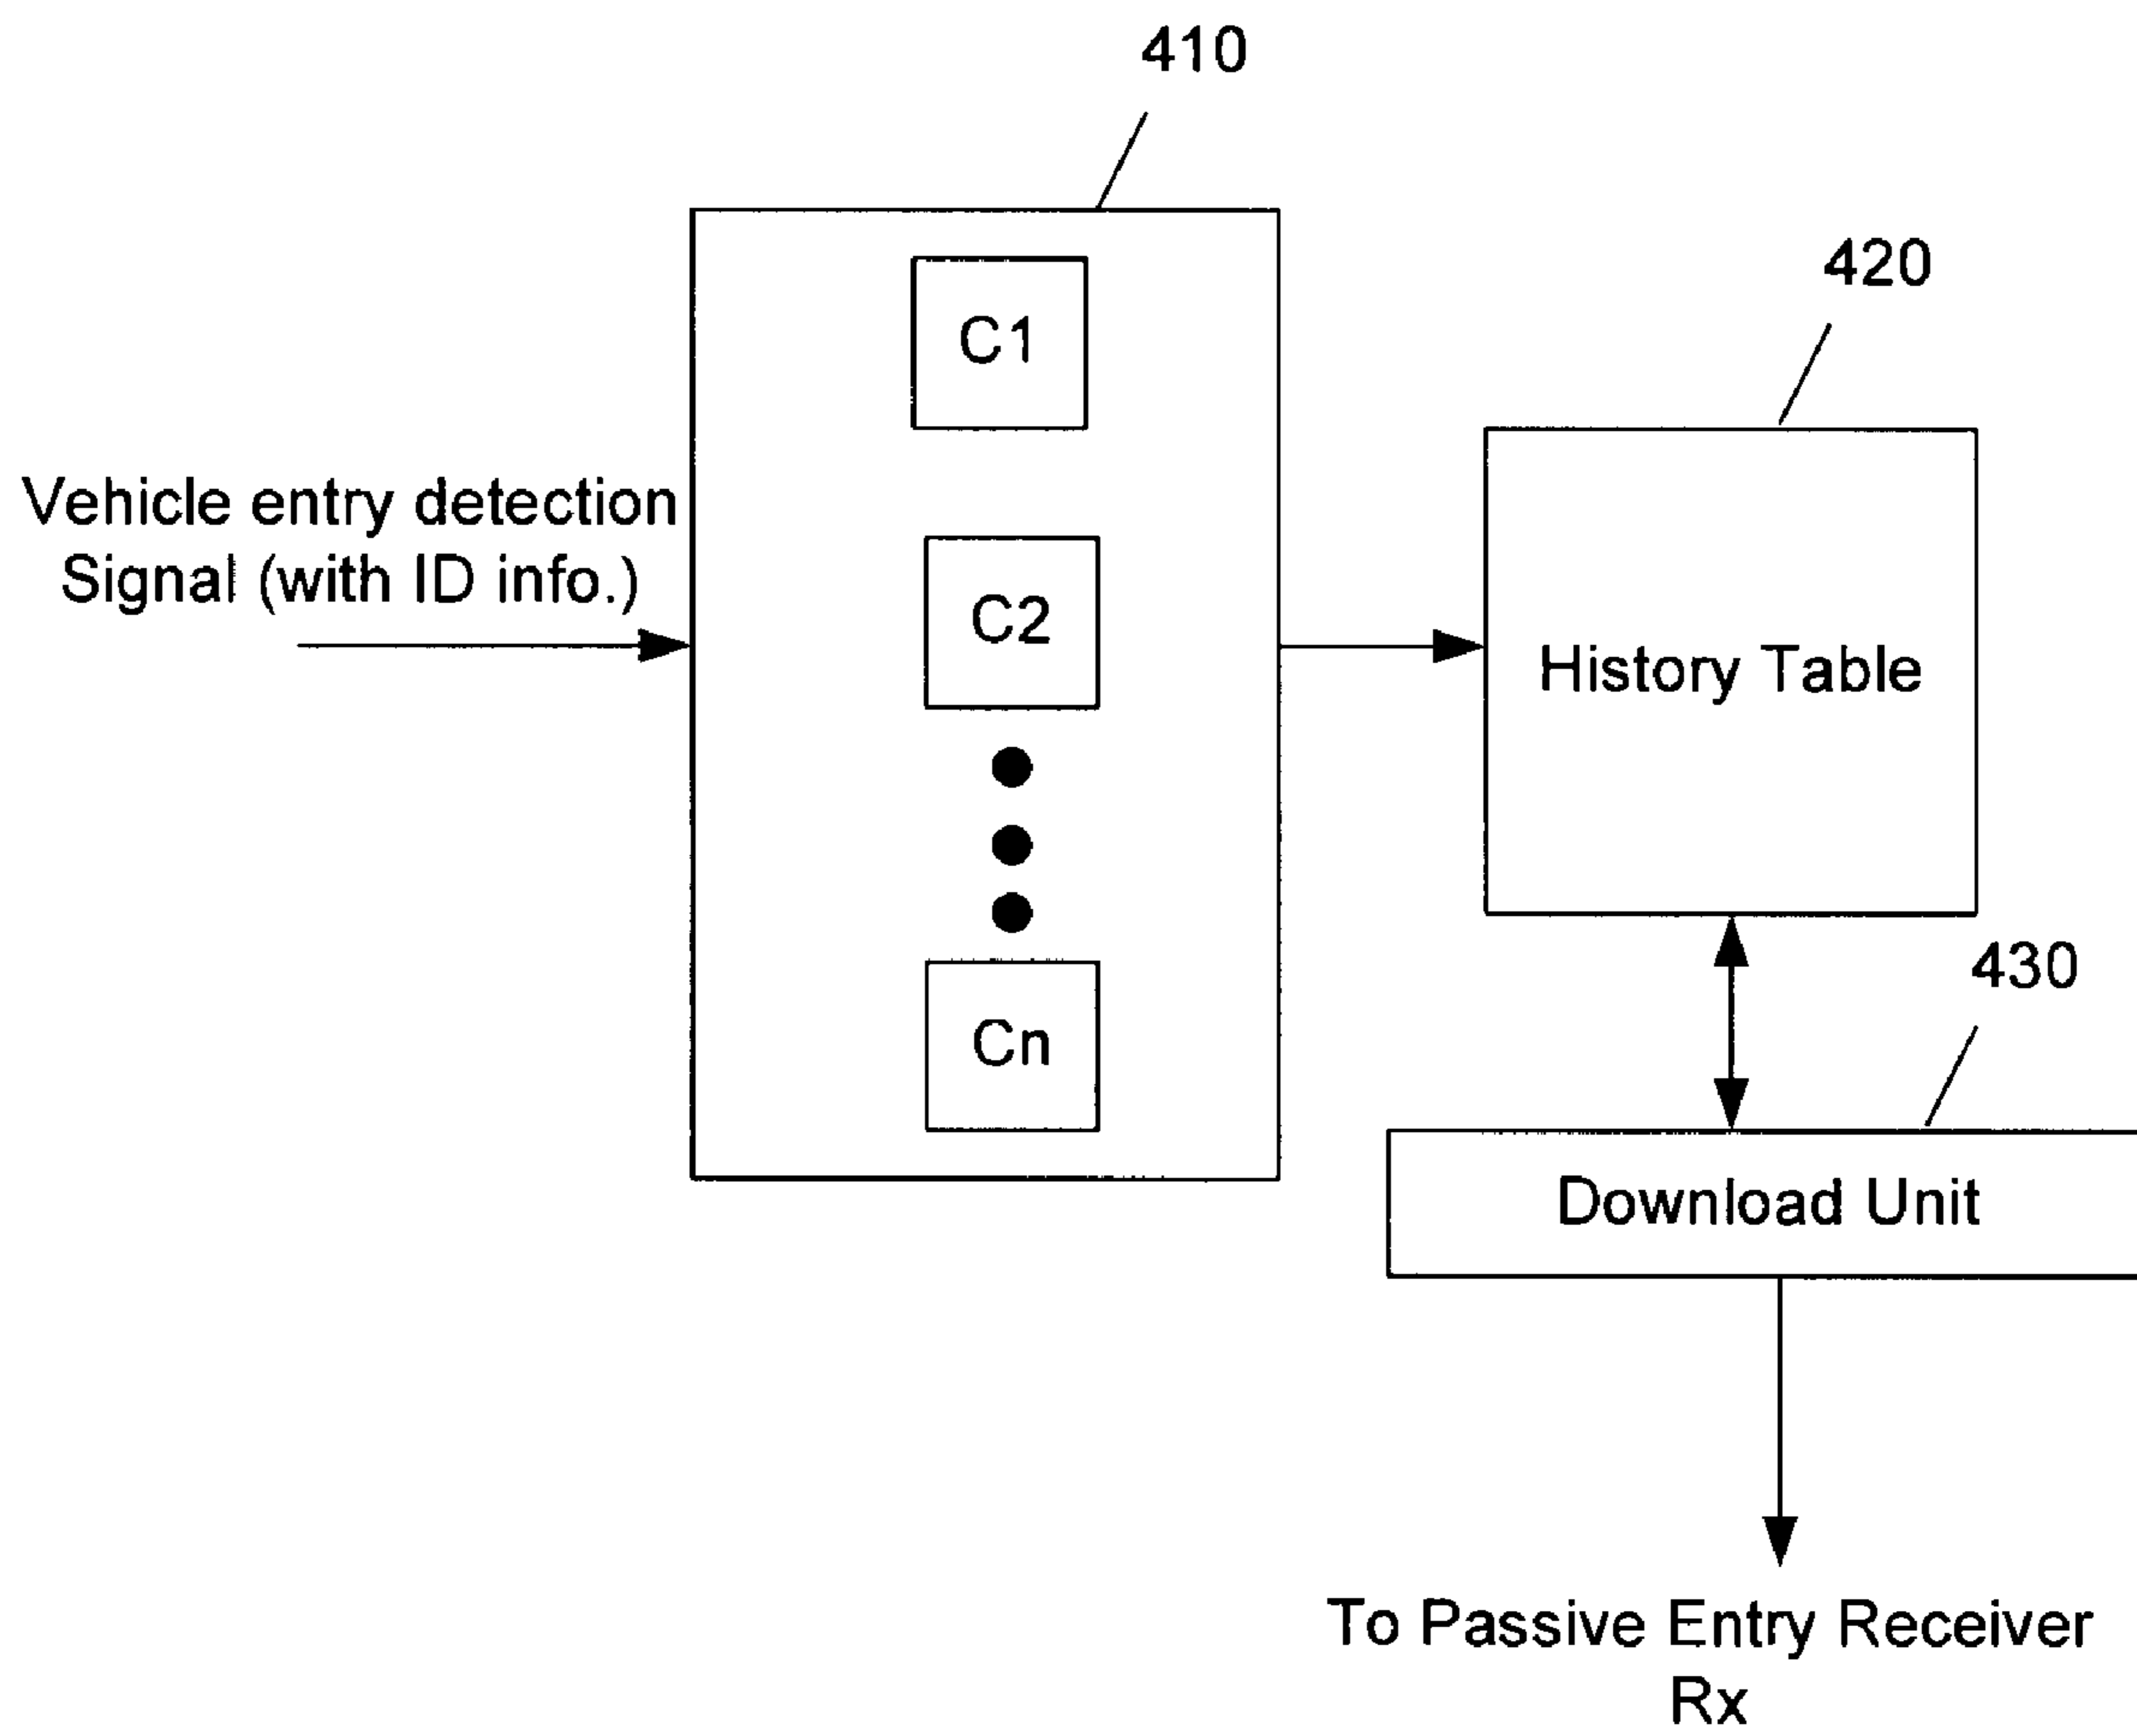 410
C1
420
Vehicle entry detection
Signal (with ID info.)
C2
History Table
430
Cn
Download Unit
To Passive Entry Receiver
Rx